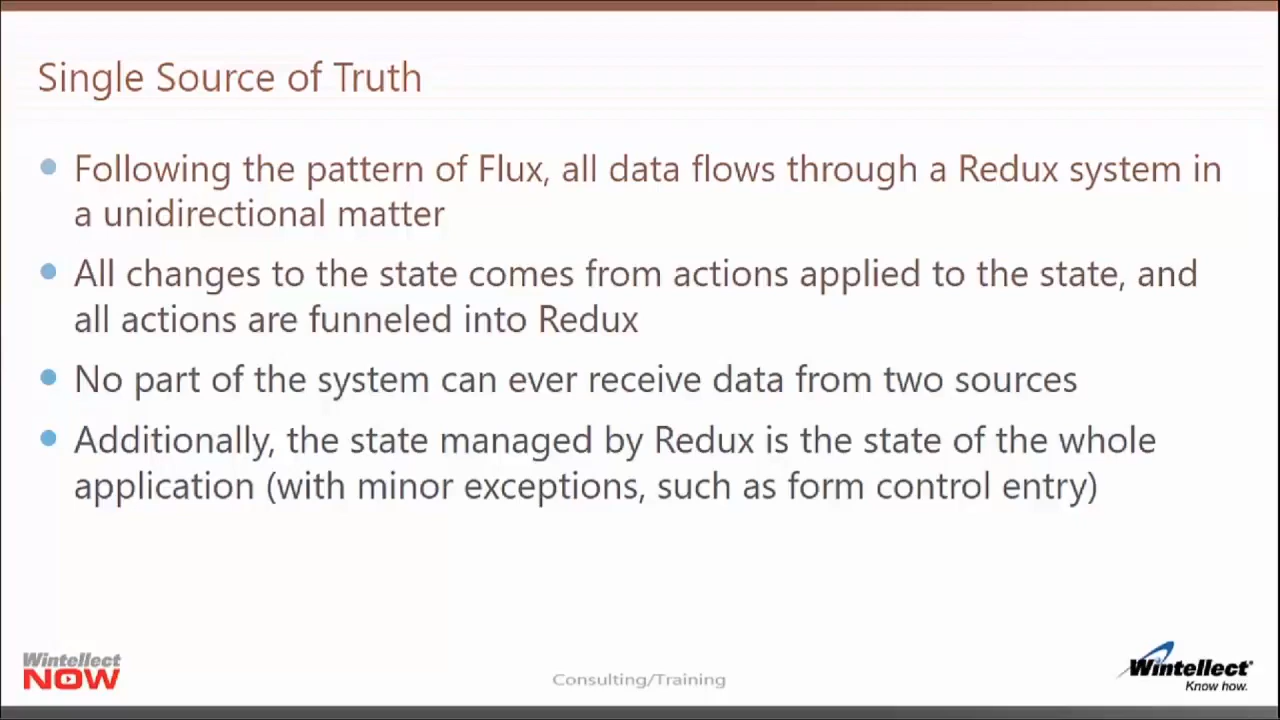 Single Source of Truth
Following the pattern of Flux, all data flows through a Redux system in
a unidirectional matter
All changes to the state comes from actions applied to the state, and
all actions are funneled into Redux
No part of the system can ever receive data from two sources
Additionally, the state managed by Redux is the state of the whole
application (with minor exceptions, such as form control entry)
Wintellect
NOW
Consulting/Training
Wintellect
Know how.